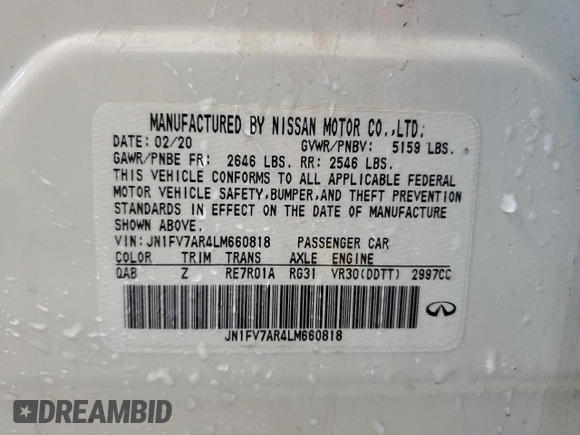 MANUFACTURED BY NISSAN MOTOR CO.,LTD.
DATE: 02/20 GVWR/PNBV: 5159 LBS.
GAWR/PNBE FR: 2646 LBS. RR: 2546 LBS.
THIS VEHICLE CONFORMS TO ALL APPLICABLE FEDERAL
MOTOR VEHICLE SAFETY,BUMPER,AND THEFT PREVENTION
STANDARDS IN EFFECT ON THE DATE OF MANUFACTURE
SHOWN ABOVE.
VIN: JN1FV7AR4LM660818 PASSENGER CAR
COLOR TRIM TRANS AXLE ENGINE
QAB Z RE7R01A RG31 VR30(DDTT) 2997CC
JN1FV7AR4LM660818
INFINITI
DREAMBID